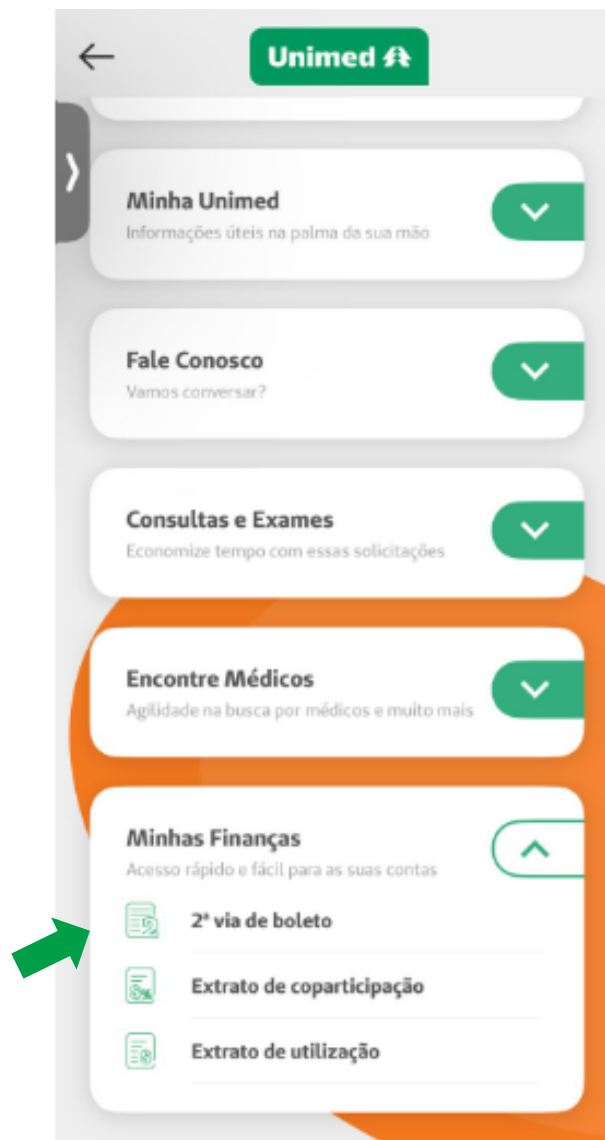 Unimed
Minha Unimed
Informações úteis na palma da sua mão
Fale Conosco
Vamos conversar?
Consultas e Exames
Economize tempo com essas solicitações
Encontre Médicos
Agilidade na busca por médicos e muito mais
Minhas Finanças
Acesso rápido e fácil para as suas contas
2ª via de boleto
Extrato de coparticipação
Extrato de utilização